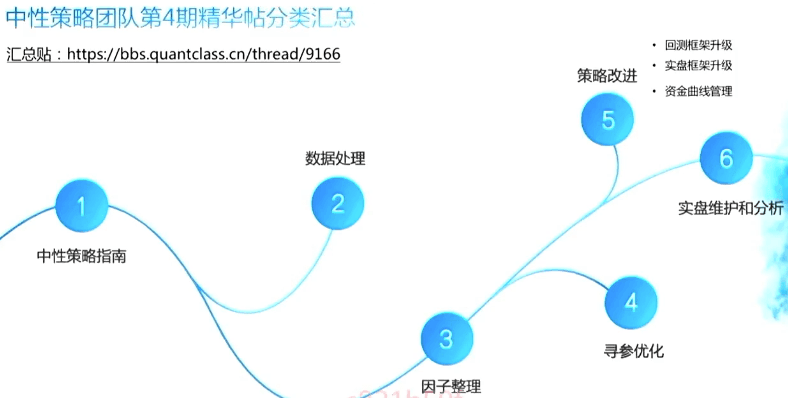 中性策略团队第4期精华帖分类汇总
汇总贴：https://bbs.quantclass.cn/thread/9166
1
中性策略指南
2
数据处理
3
因子整理
4
寻参优化
5
策略改进
• 回测框架升级
• 实盘框架升级
• 资金曲线管理
6
实盘维护和分析